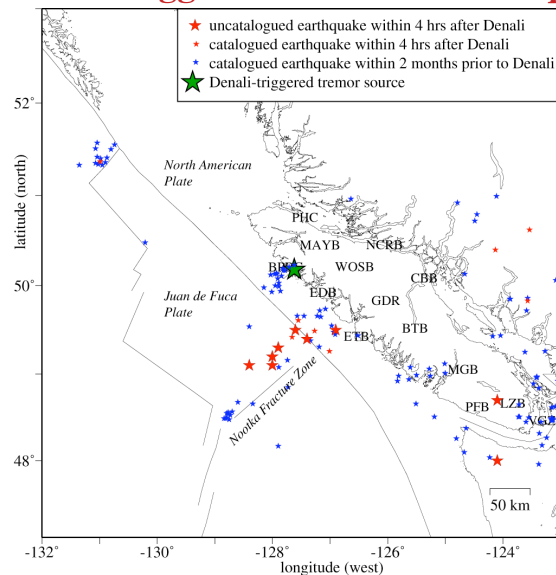 uncatalogued earthquake within 4 hrs after Denali
catalogued earthquake within 4 hrs after Denali
catalogued earthquake within 2 months prior to Denali
Denali-triggered tremor source
52°
North American
Plate
PHC
MAYB
NCRB
WOSB
CBB
50°
EDB
GDR
Juan de Fuca
Plate
BTB
ETB
MGB
Nootka Fracture Zone
PFB
LZB
48°
50 km
-132
-130
-128
-126
-124
longitude (west)
latitude (north)